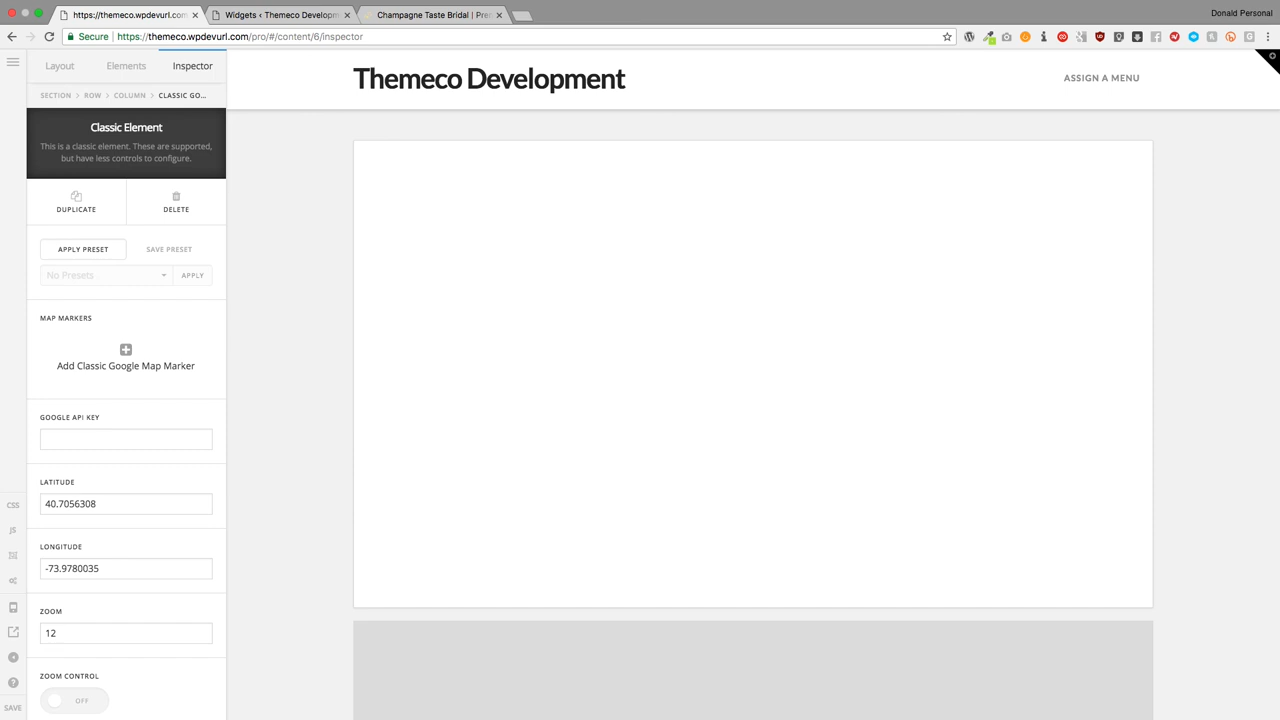 https://themeco.wpdevurl.com/
Widgets ‹ Themeco Developm
Champagne Taste Bridal | Pres
Donald Personal
Secure
https://themeco.wpdevurl.com/pro/#/content/6/inspector
Layout
Elements
Inspector
SECTION
ROW
COLUMN
CLASSIC GO...
Themeco Development
ASSIGN A MENU
Classic Element
This is a classic element. These are supported,
but have less controls to configure.
DUPLICATE
DELETE
APPLY PRESET
SAVE PRESET
No Presets
APPLY
MAP MARKERS
Add Classic Google Map Marker
GOOGLE API KEY
LATITUDE
40.7056308
LONGITUDE
-73.9780035
ZOOM
12
ZOOM CONTROL
OFF
CSS
JS
SAVE